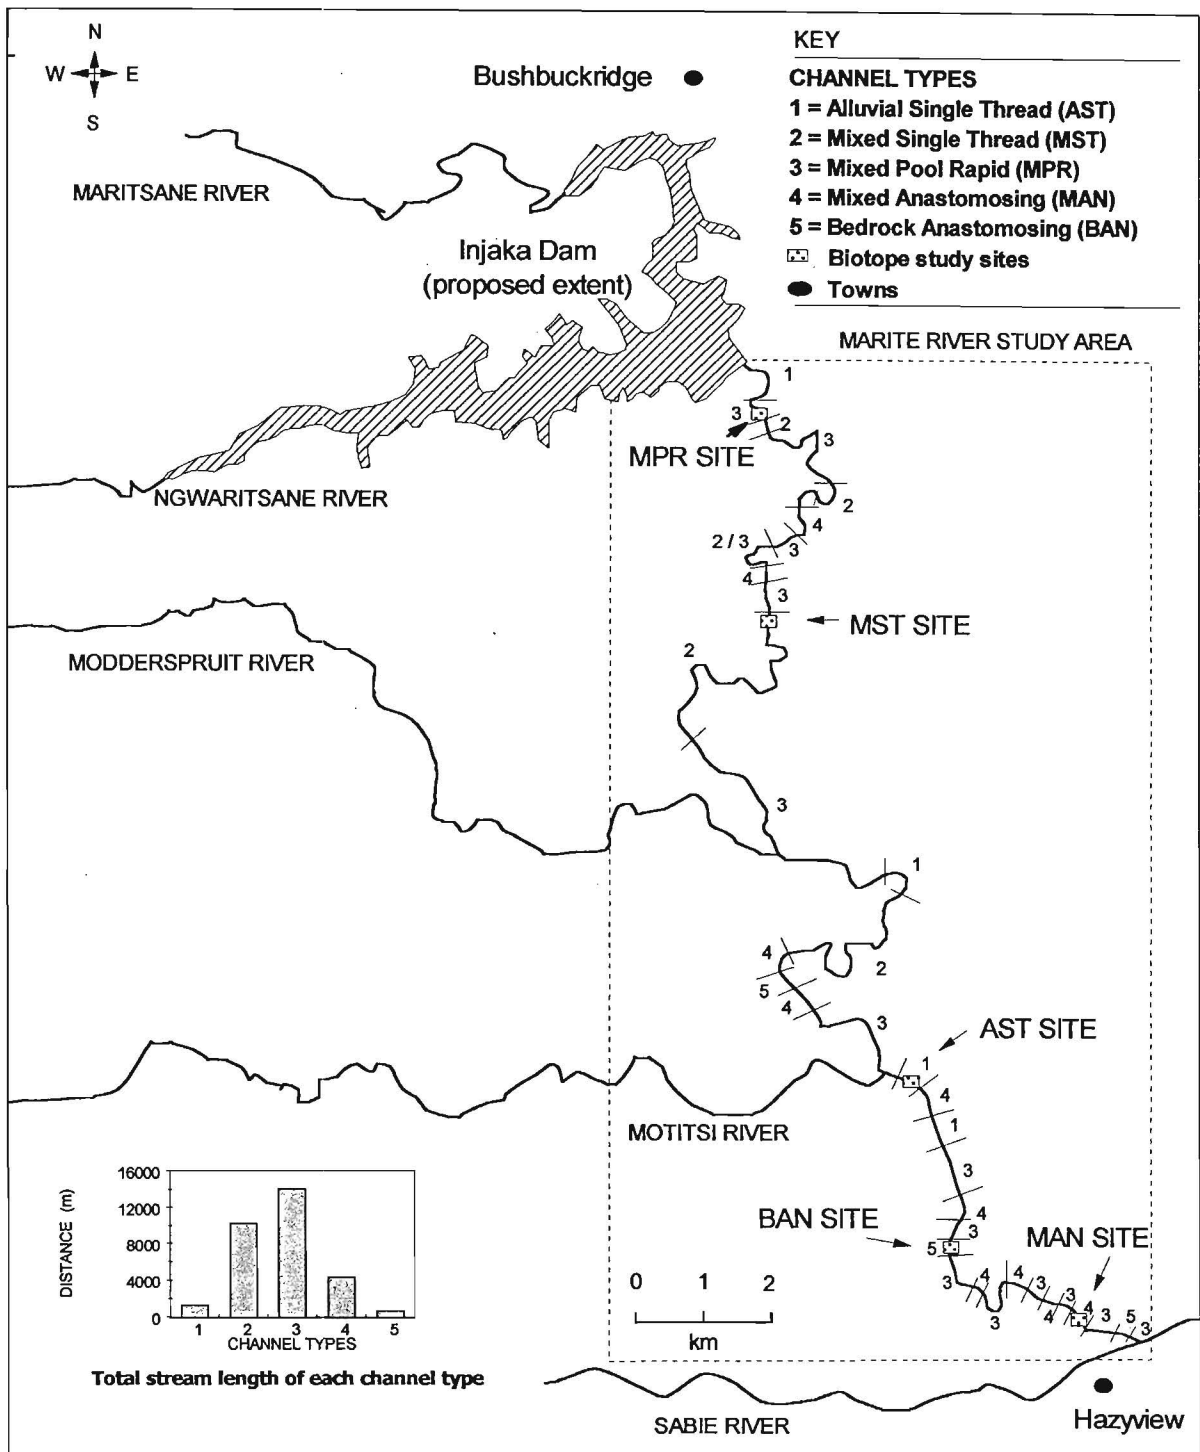 N
W E
S
Bushbuckridge
KEY
CHANNEL TYPES
1 = Alluvial Single Thread (AST)
2 = Mixed Single Thread (MST)
3 = Mixed Pool Rapid (MPR)
4 = Mixed Anastomosing (MAN)
5 = Bedrock Anastomosing (BAN)
Biotope study sites
Towns
MARITSANE RIVER
Injaka Dam
(proposed extent)
MARITE RIVER STUDY AREA
1
3
2
MPR SITE
3
NGWARITSANE RIVER
2
4
2 / 3
3
4
3
MST SITE
MODDERSPRUIT RIVER
2
3
1
4
2
5
4
3
AST SITE
1
4
MOTITSI RIVER
1
3
BAN SITE
4
3
5
MAN SITE
3
4
3
4
3
4
4
3
5
3
0 1 2
km
16000
12000
8000
4000
0
DISTANCE (m)
1 2 3 4 5
CHANNEL TYPES
Total stream length of each channel type
SABIE RIVER
Hazyview